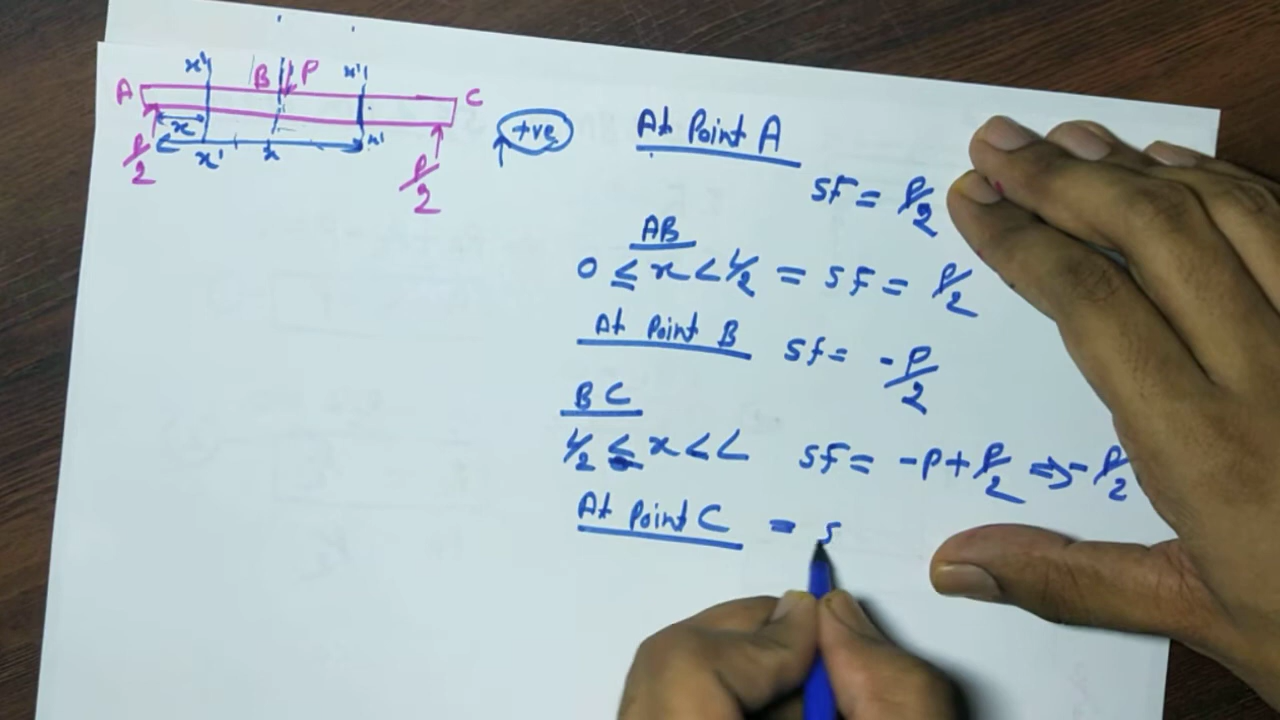 x' B P x'
A C
x
P/2 x' x x' P/2
+ve
At Point A
SF = P/2
AB
0 ≤ x < L/2 = SF = P/2
At Point B SF = -P/2
BC
L/2 ≤ x < L SF = -P + P/2 ⇒ -P/2
At Point C = S